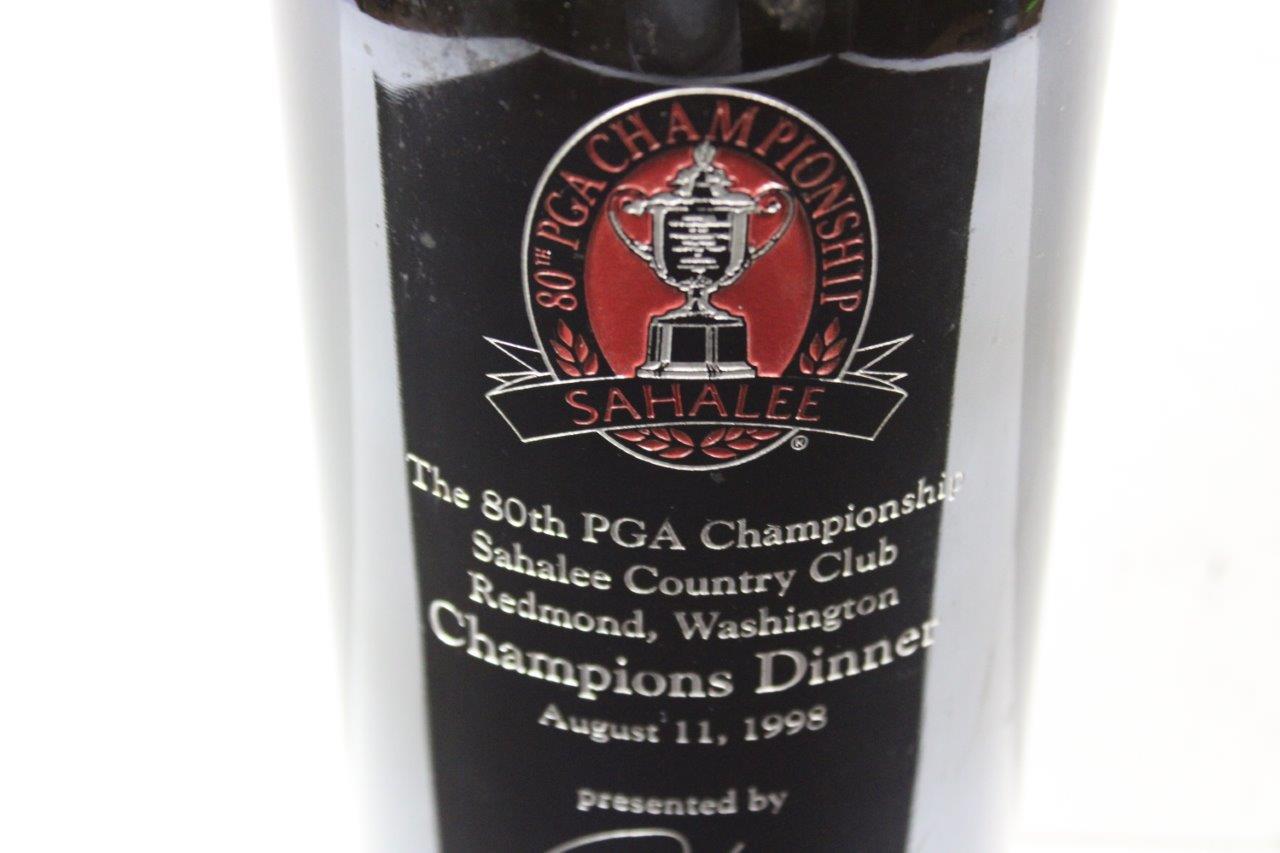 80TH PGA CHAMPIONSHIP
SAHALEE
®
The 80th PGA Championship
Sahalee Country Club
Redmond, Washington
Champions Dinner
August 11, 1998
presented by